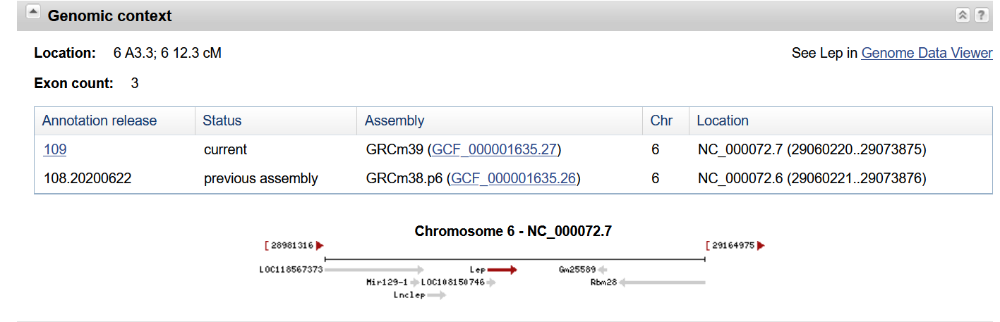 Genomic context
?
Location: 6 A3.3; 6 12.3 cM
See Lep in Genome Data Viewer
Exon count: 3
Annotation release Status Assembly Chr Location
109 current GRCm39 (GCF_000001635.27) 6 NC_000072.7 (29060220..29073875)
108.20200622 previous assembly GRCm38.p6 (GCF_000001635.26) 6 NC_000072.6 (29060221..29073876)
Chromosome 6 - NC_000072.7
[ 28981316 [ 29164975
LOC118567373 Lep Gm25589
Mir129-1 LOC108150746 Rbm28
Lnclep